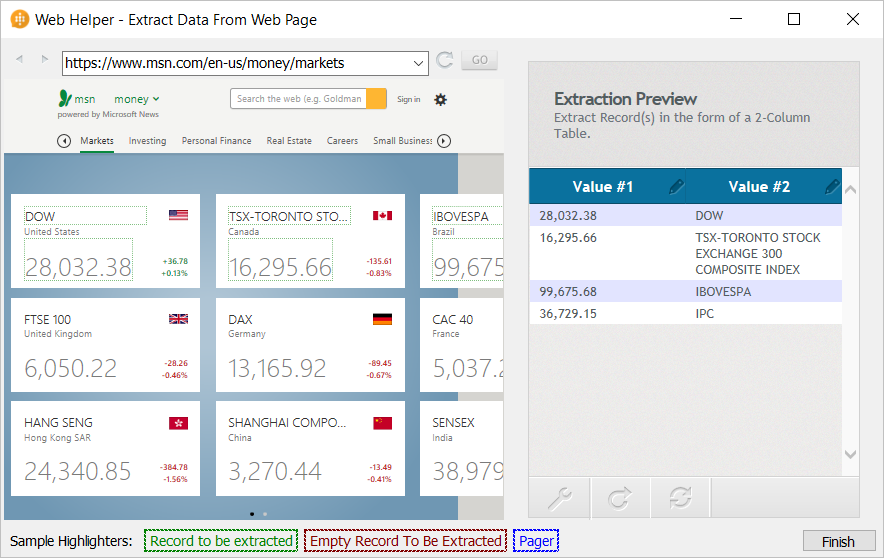 Web Helper - Extract Data From Web Page
https://www.msn.com/en-us/money/markets
GO
msn money
powered by Microsoft News
Search the web (e.g. Goldman
Sign in
Markets Investing Personal Finance Real Estate Careers Small Business
DOW
United States
28,032.38
+36.78
+0.13%
TSX-TORONTO STO...
Canada
16,295.66
-135.61
-0.83%
IBOVESPA
Brazil
99,675
FTSE 100
United Kingdom
6,050.22
-28.26
-0.46%
DAX
Germany
13,165.92
-89.45
-0.67%
CAC 40
France
5,037.2
HANG SENG
Hong Kong SAR
24,340.85
-384.78
-1.56%
SHANGHAI COMPO...
China
3,270.44
-13.49
-0.41%
SENSEX
India
38,979
Extraction Preview
Extract Record(s) in the form of a 2-Column
Table.
Value #1 Value #2
28,032.38 DOW
16,295.66 TSX-TORONTO STOCK
EXCHANGE 300
COMPOSITE INDEX
99,675.68 IBOVESPA
36,729.15 IPC
Sample Highlighters: Record to be extracted Empty Record To Be Extracted Pager
Finish